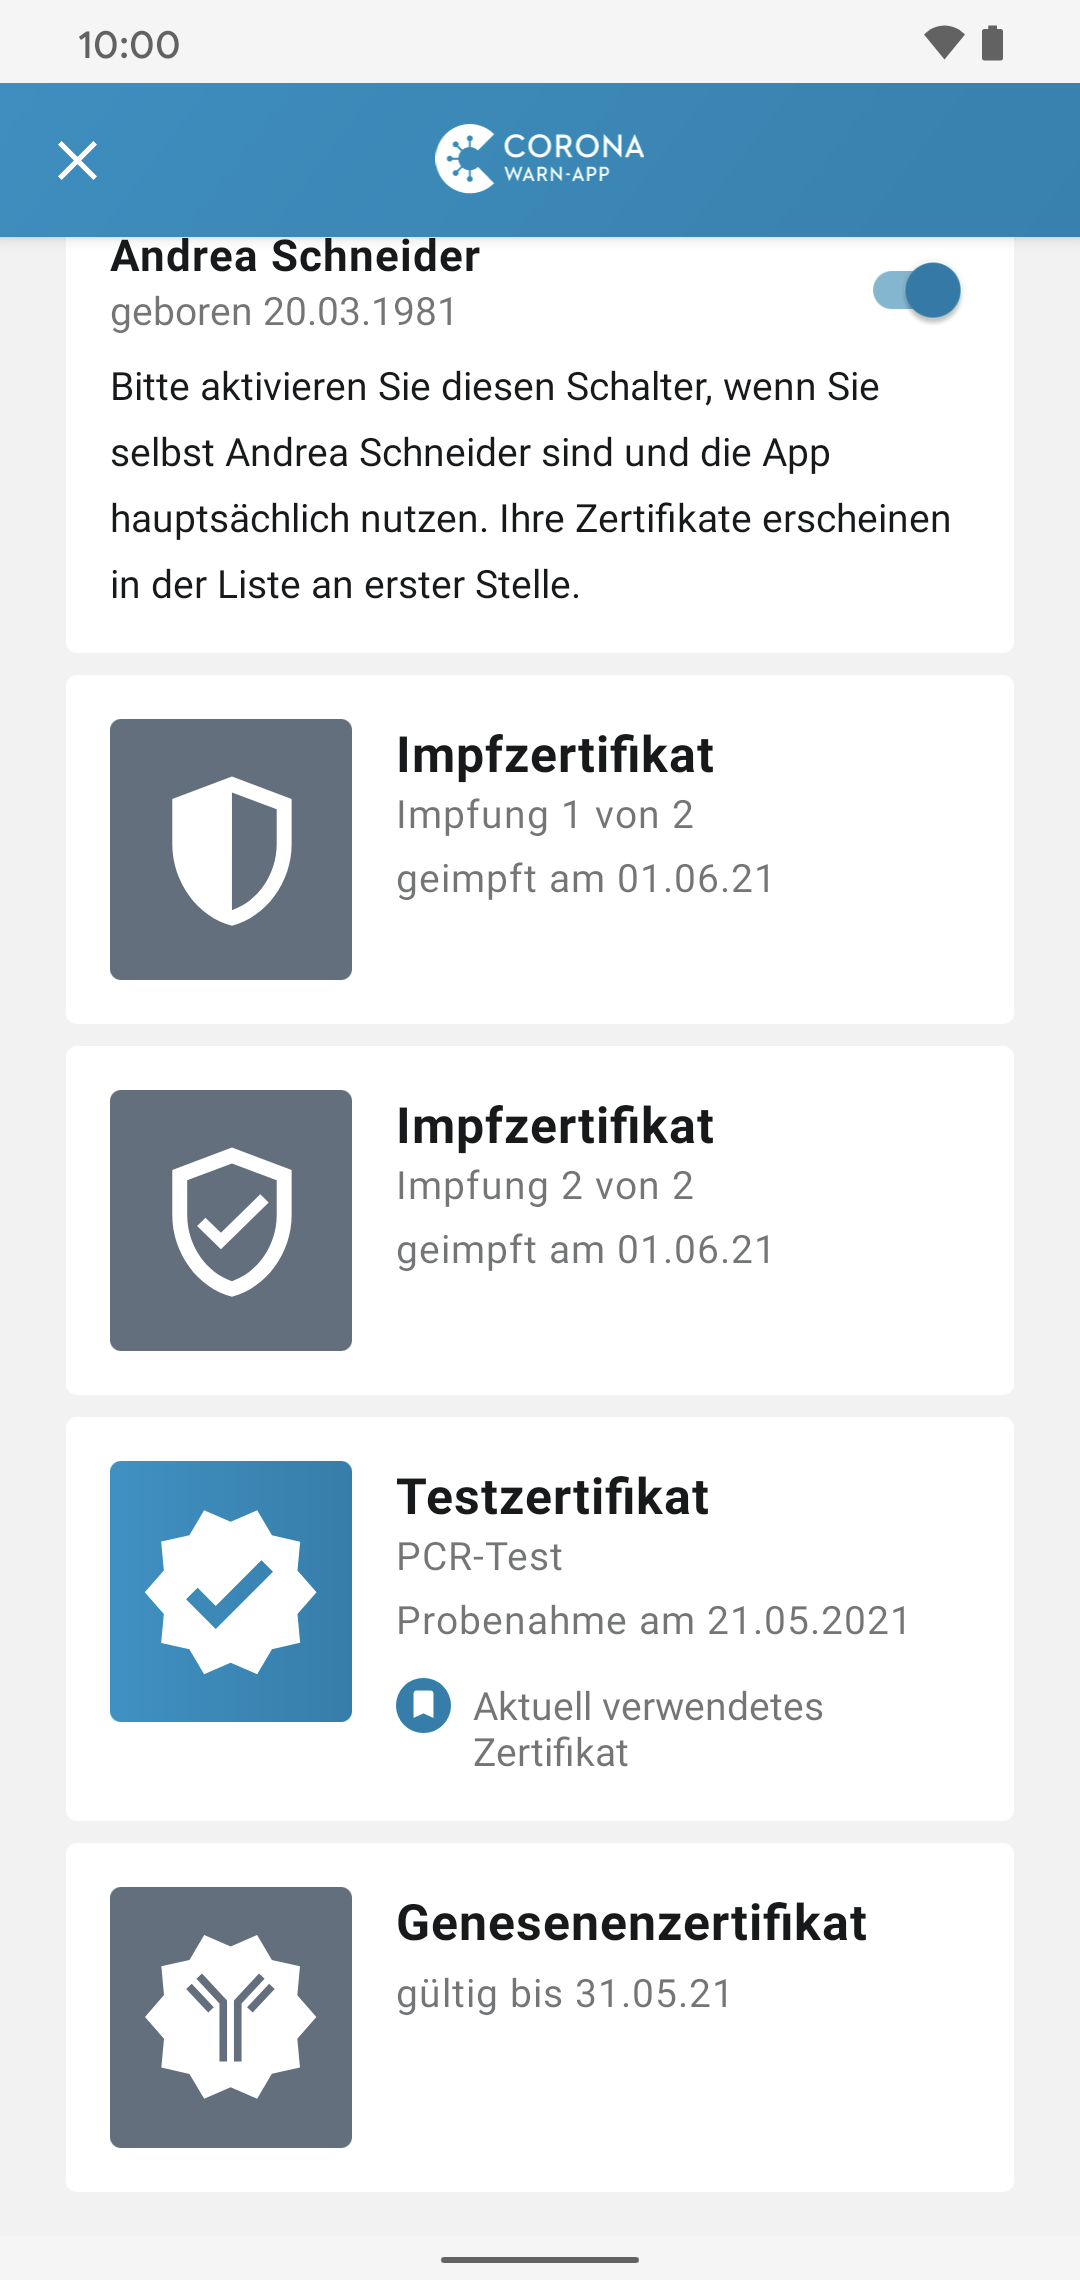 10:00
CORONA
WARN-APP
Andrea Schneider
geboren 20.03.1981
Bitte aktivieren Sie diesen Schalter, wenn Sie
selbst Andrea Schneider sind und die App
hauptsächlich nutzen. Ihre Zertifikate erscheinen
in der Liste an erster Stelle.
Impfzertifikat
Impfung 1 von 2
geimpft am 01.06.21
Impfzertifikat
Impfung 2 von 2
geimpft am 01.06.21
Testzertifikat
PCR-Test
Probenahme am 21.05.2021
Aktuell verwendetes
Zertifikat
Genesenenzertifikat
gültig bis 31.05.21